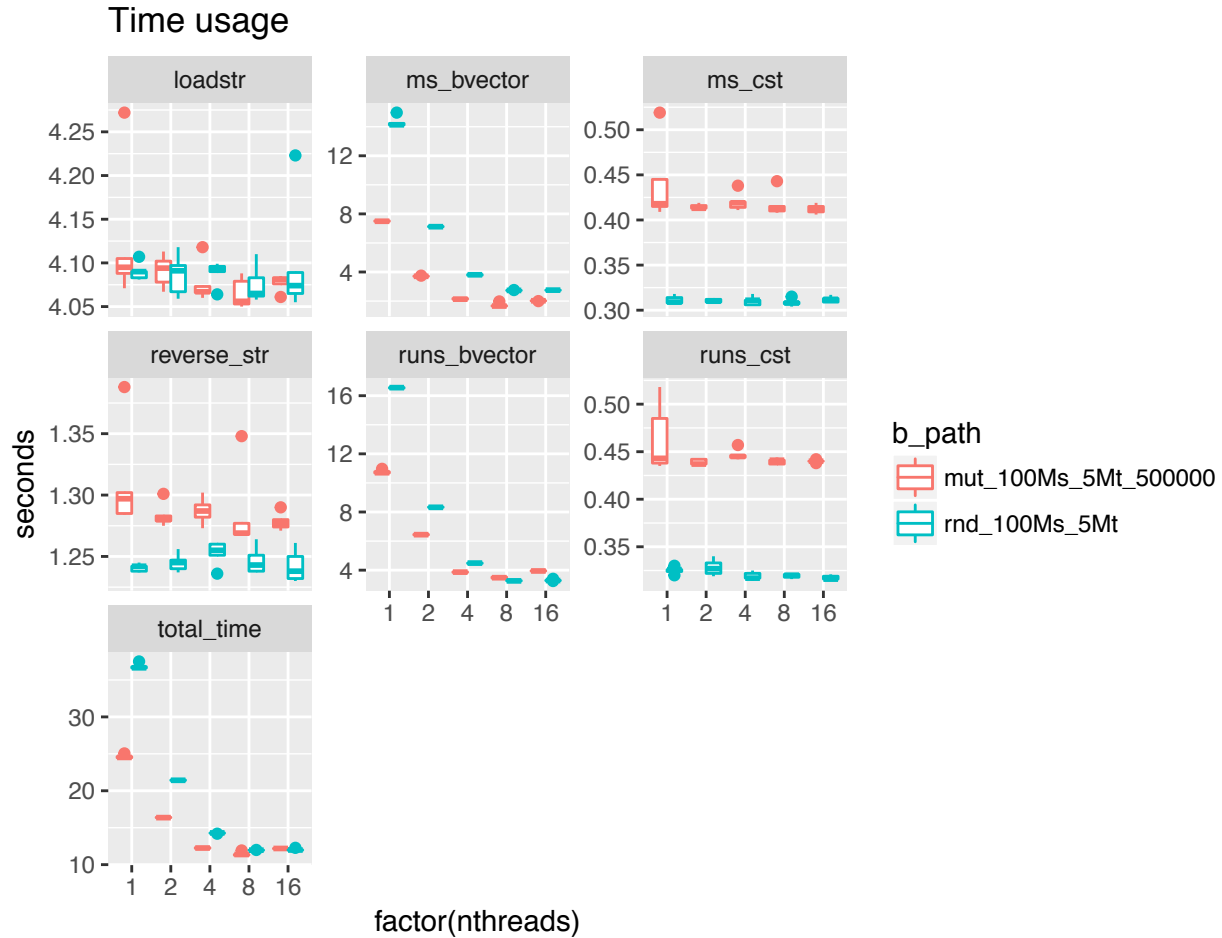 Time usage
loadstr
ms_bvector
ms_cst
4.25
4.20
4.15
4.10
4.05
12
8
4
0.50
0.45
0.40
0.35
0.30
reverse_str
runs_bvector
runs_cst
1.35
1.30
1.25
16
12
8
4
0.50
0.45
0.40
0.35
1 2 4 8 16
1 2 4 8 16
total_time
30
20
10
1 2 4 8 16
seconds
factor(nthreads)
b_path
mut_100Ms_5Mt_500000
rnd_100Ms_5Mt